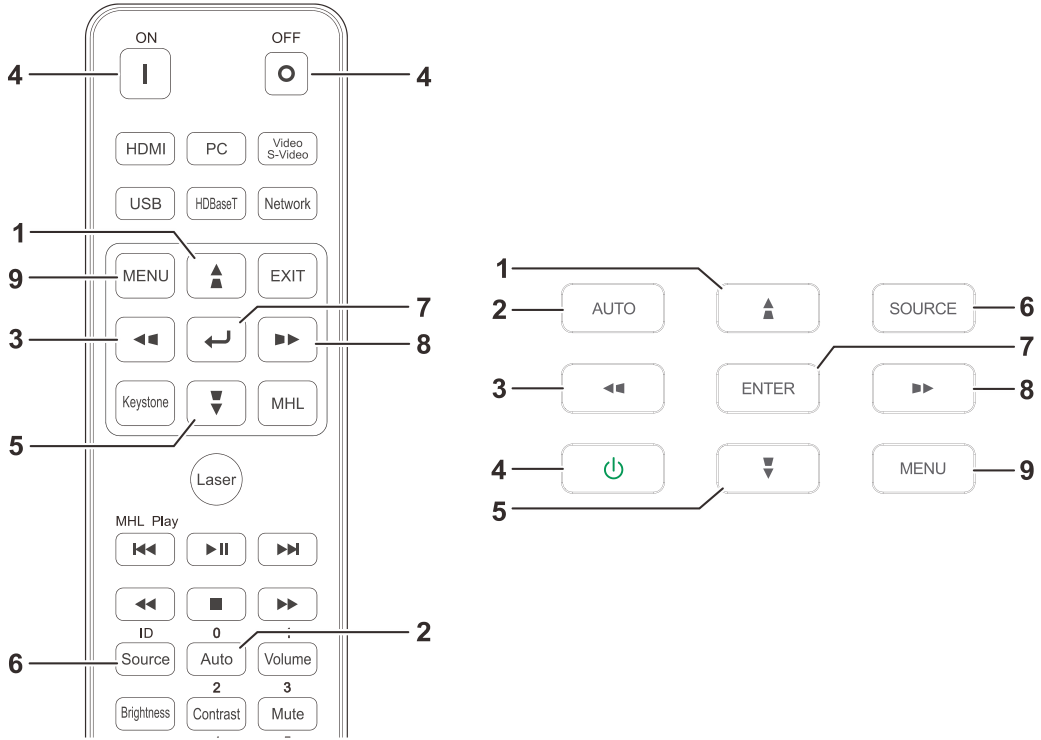 ON OFF
4 4
HDMI PC Video
S-Video
USB HDBaseT Network
1
9 MENU EXIT
7
3 8
Keystone MHL
5
Laser
MHL Play
ID 0
2
6 Source Auto Volume
2 3
Brightness Contrast Mute
1
2 AUTO SOURCE 6
7
3 ENTER 8
4 MENU 9
5